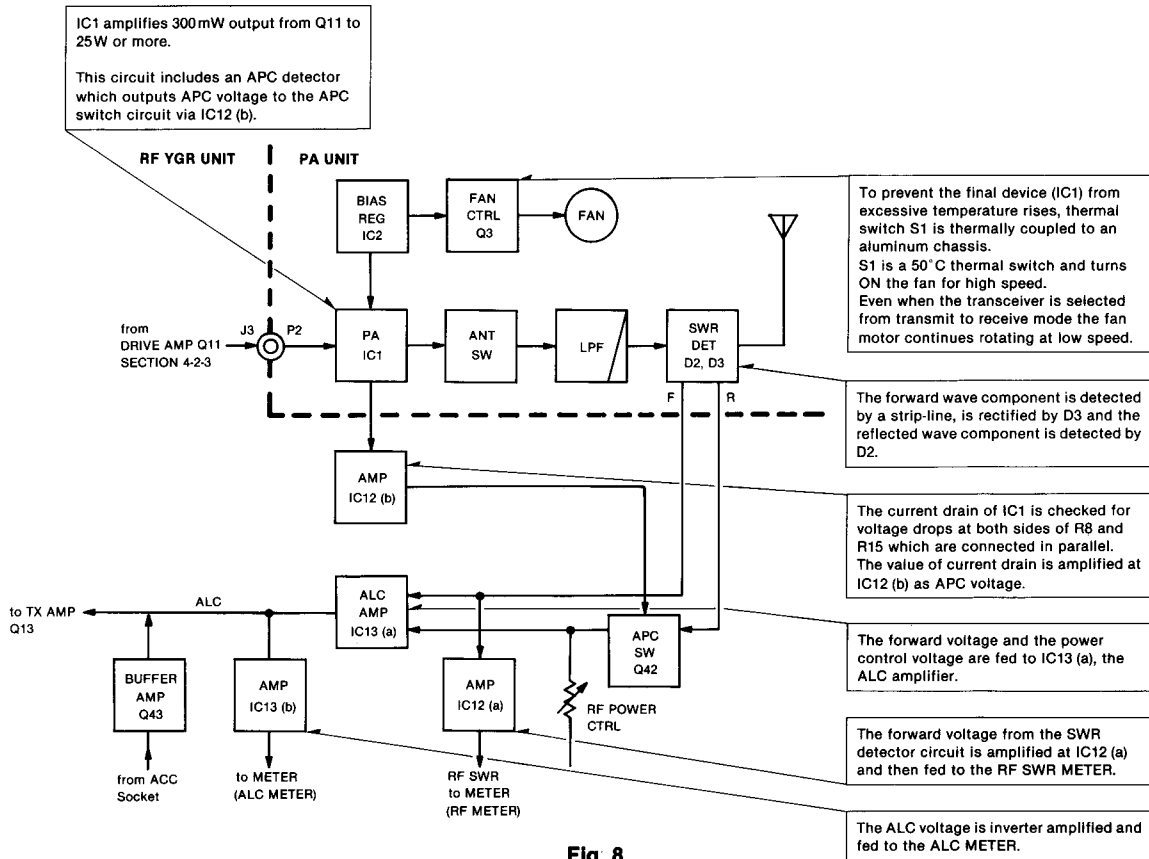 IC1 amplifies 300mW output from Q11 to
25W or more.
This circuit includes an APC detector
which outputs APC voltage to the APC
switch circuit via IC12 (b).
RF YGR UNIT
PA UNIT
BIAS
REG
IC2
FAN
CTRL
Q3
FAN
To prevent the final device (IC1) from
excessive temperature rises, thermal
switch S1 is thermally coupled to an
aluminum chassis.
S1 is a 50°C thermal switch and turns
ON the fan for high speed.
Even when the transceiver is selected
from transmit to receive mode the fan
motor continues rotating at low speed.
from
DRIVE AMP Q11
SECTION 4-2-3
J3
P2
PA
IC1
ANT
SW
LPF
SWR
DET
D2, D3
F
R
The forward wave component is detected
by a strip-line, is rectified by D3 and the
reflected wave component is detected by
D2.
AMP
IC12 (b)
The current drain of IC1 is checked for
voltage drops at both sides of R8 and
R15 which are connected in parallel.
The value of current drain is amplified at
IC12 (b) as APC voltage.
to TX AMP
Q13
ALC
ALC
AMP
IC13 (a)
APC
SW
Q42
The forward voltage and the power
control voltage are fed to IC13 (a), the
ALC amplifier.
BUFFER
AMP
Q43
AMP
IC13 (b)
AMP
IC12 (a)
RF POWER
CTRL
The forward voltage from the SWR
detector circuit is amplified at IC12 (a)
and then fed to the RF SWR METER.
from ACC
Socket
to METER
(ALC METER)
RF SWR
to METER
(RF METER)
The ALC voltage is inverter amplified and
fed to the ALC METER.
Fig. 8